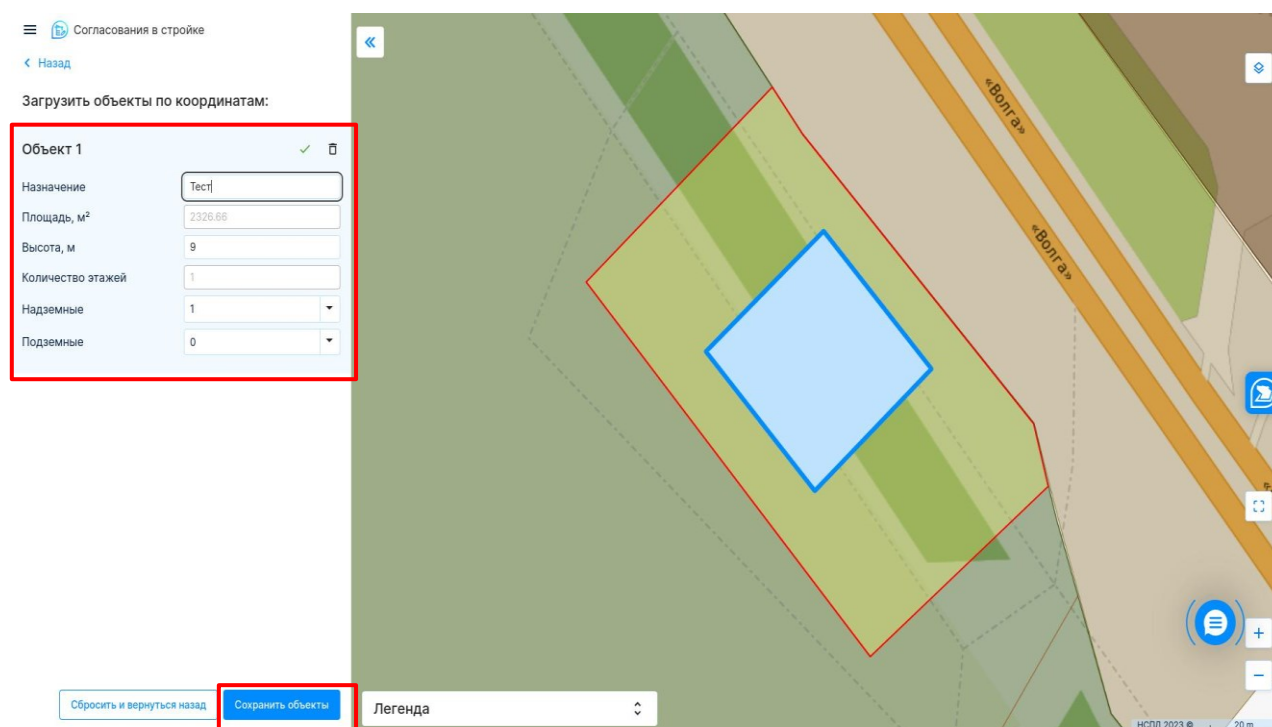 Согласования в стройке
Назад
Загрузить объекты по координатам:
Объект 1
Назначение
Тест
Площадь, м²
2326.66
Высота, м
9
Количество этажей
1
Надземные
1
Подземные
0
Сбросить и вернуться назад
Сохранить объекты
«Волга»
«Волга»
Легенда
НСПД 2023 ©
20 m